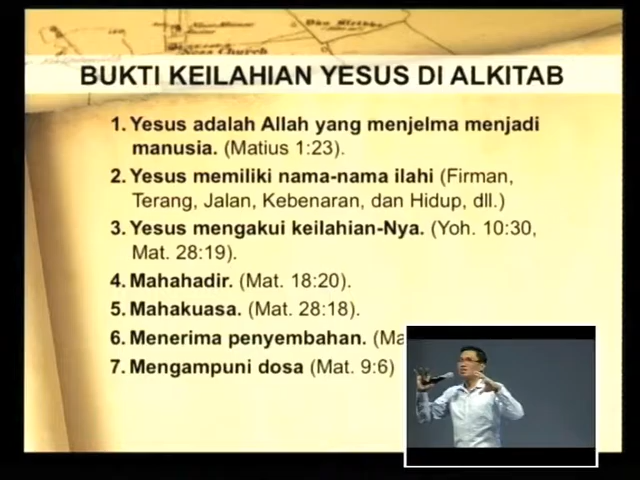 BUKTI KEILAHIAN YESUS DI ALKITAB
1. Yesus adalah Allah yang menjelma menjadi
manusia. (Matius 1:23).
2. Yesus memiliki nama-nama ilahi (Firman,
Terang, Jalan, Kebenaran, dan Hidup, dll.)
3. Yesus mengakui keilahian-Nya. (Yoh. 10:30,
Mat. 28:19).
4. Mahahadir. (Mat. 18:20).
5. Mahakuasa. (Mat. 28:18).
6. Menerima penyembahan. (Ma
7. Mengampuni dosa (Mat. 9:6)